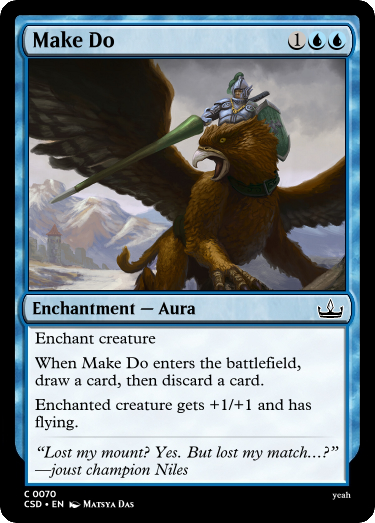 Make Do
1
Enchantment — Aura
Enchant creature
When Make Do enters the battlefield,
draw a card, then discard a card.
Enchanted creature gets +1/+1 and has
flying.
“Lost my mount? Yes. But lost my match...?”
—joust champion Niles
C 0070
yeah
CSD • EN Matsya Das